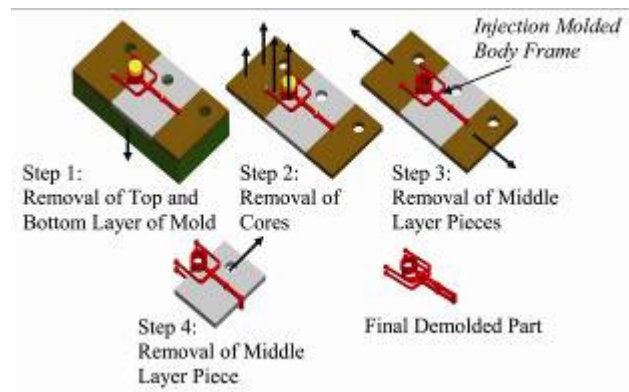 Injection Molded
Body Frame
Step 1:
Removal of Top and
Bottom Layer of Mold
Step 2:
Removal of
Cores
Step 3:
Removal of Middle
Layer Pieces
Step 4:
Removal of Middle
Layer Piece
Final Demolded Part